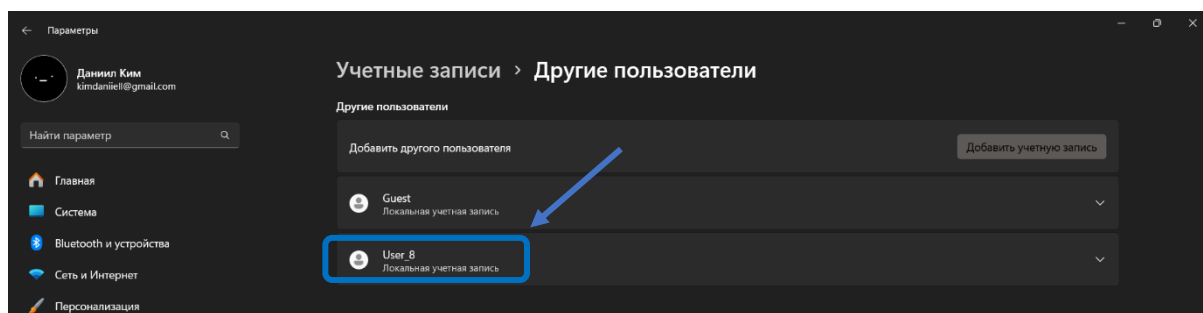 Параметры
Даниил Ким
kimdaniiell@gmail.com
Найти параметр
Главная
Система
Bluetooth и устройства
Сеть и Интернет
Персонализация
Учетные записи > Другие пользователи
Другие пользователи
Добавить другого пользователя
Добавить учетную запись
Guest
Локальная учетная запись
User_8
Локальная учетная запись